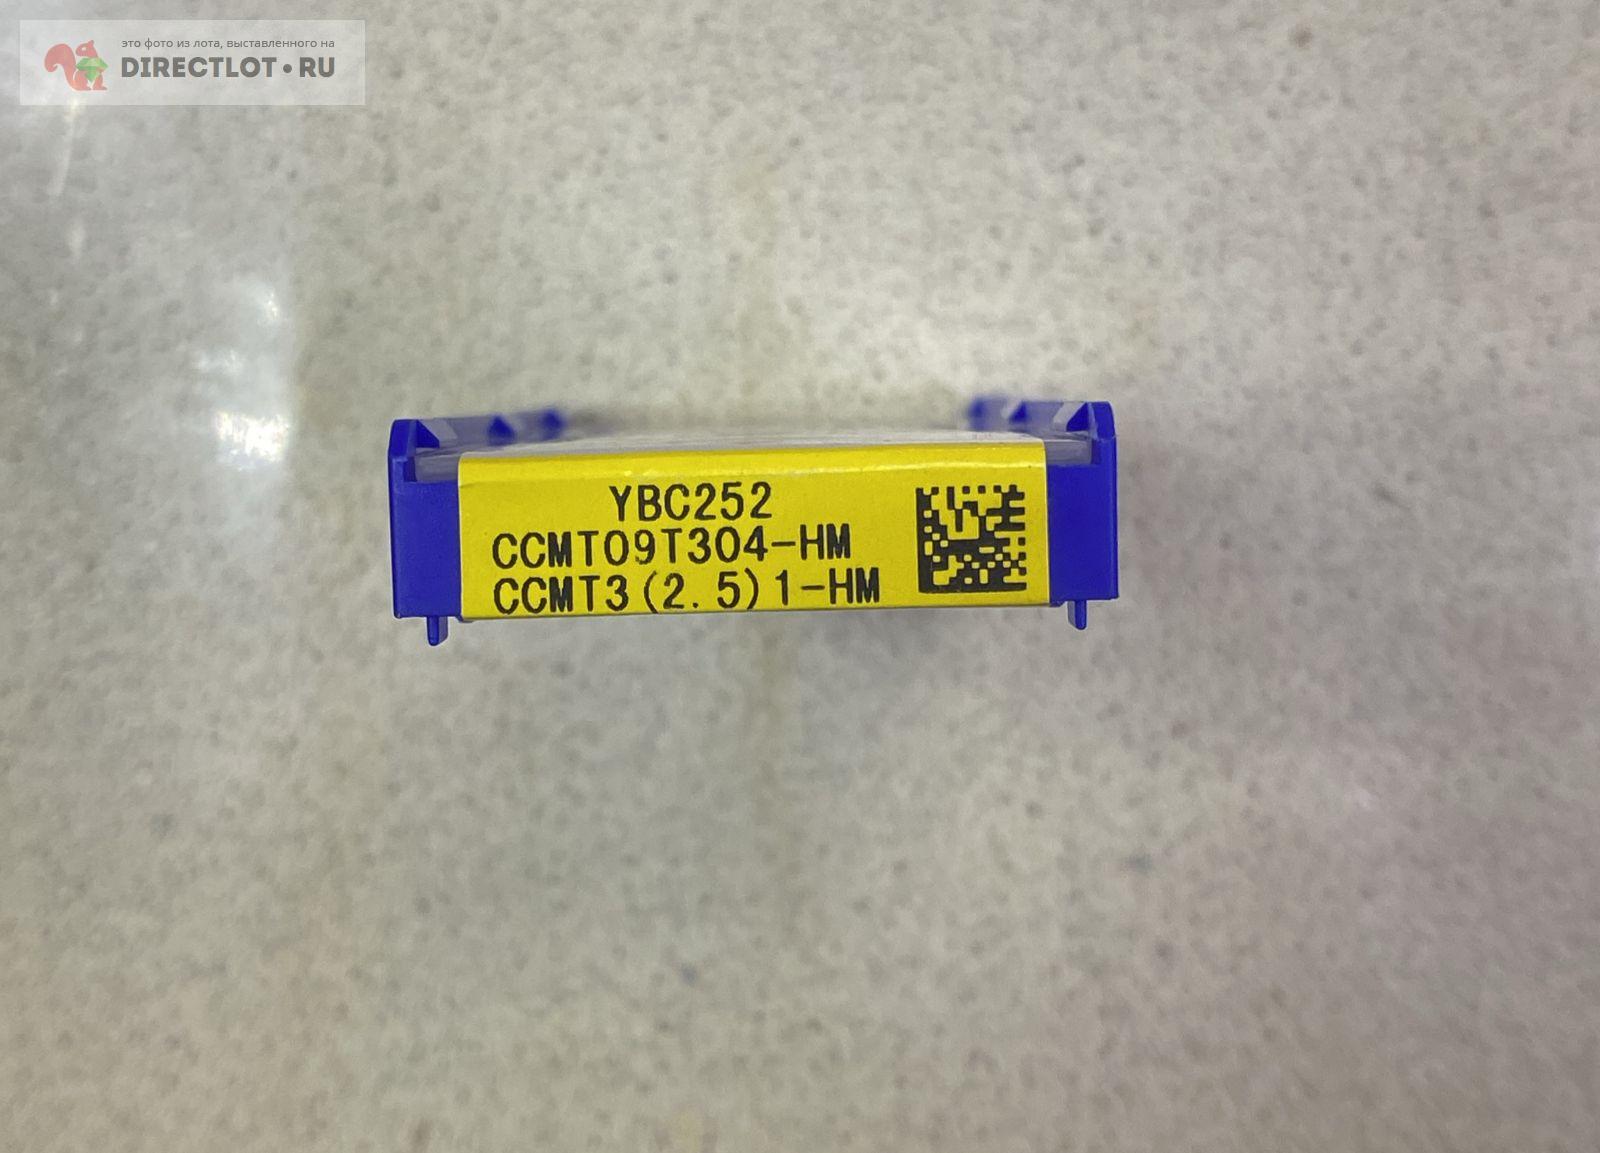 это фото из лота, выставленного на
DIRECTLOT•RU
YBC252
CCMT09T304-HM
CCMT3(2.5)1-HM